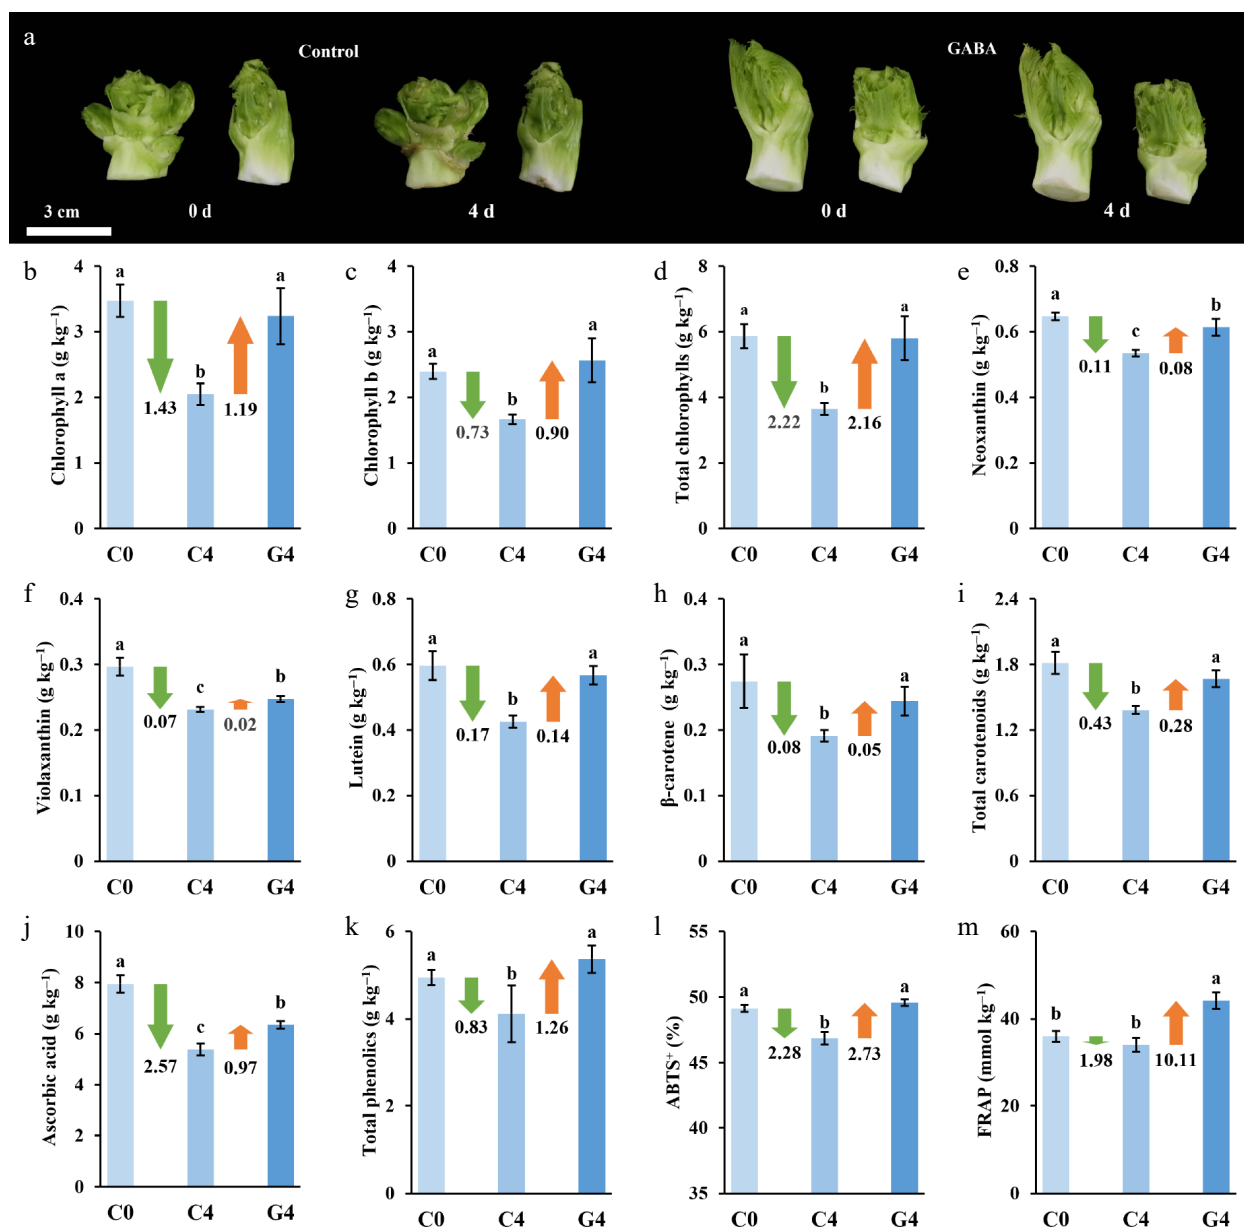 a
Control
GABA
3 cm
0 d
4 d
0 d
4 d
b
Chlorophyll a (g kg⁻¹)
4
3
2
1
0
a
b
a
1.43
1.19
C0
C4
G4
c
Chlorophyll b (g kg⁻¹)
4
3
2
1
0
a
b
a
0.73
0.90
C0
C4
G4
d
Total chlorophylls (g kg⁻¹)
8
6
4
2
0
a
b
a
2.22
2.16
C0
C4
G4
e
Neoxanthin (g kg⁻¹)
0.8
0.6
0.4
0.2
0
a
c
b
0.11
0.08
C0
C4
G4
f
Violaxanthin (g kg⁻¹)
0.4
0.3
0.2
0.1
0
a
c
b
0.07
0.02
C0
C4
G4
g
Lutein (g kg⁻¹)
0.8
0.6
0.4
0.2
0
a
b
a
0.17
0.14
C0
C4
G4
h
β-carotene (g kg⁻¹)
0.4
0.3
0.2
0.1
0
a
b
a
0.08
0.05
C0
C4
G4
i
Total carotenoids (g kg⁻¹)
2.4
1.8
1.2
0.6
0
a
b
a
0.43
0.28
C0
C4
G4
j
Ascorbic acid (g kg⁻¹)
10
8
6
4
2
0
a
c
b
2.57
0.97
C0
C4
G4
k
Total phenolics (g kg⁻¹)
6
4
2
0
a
b
a
0.83
1.26
C0
C4
G4
l
ABTS⁺ (%)
55
50
45
40
35
a
b
a
2.28
2.73
C0
C4
G4
m
FRAP (mmol kg⁻¹)
60
40
20
0
b
b
a
1.98
10.11
C0
C4
G4